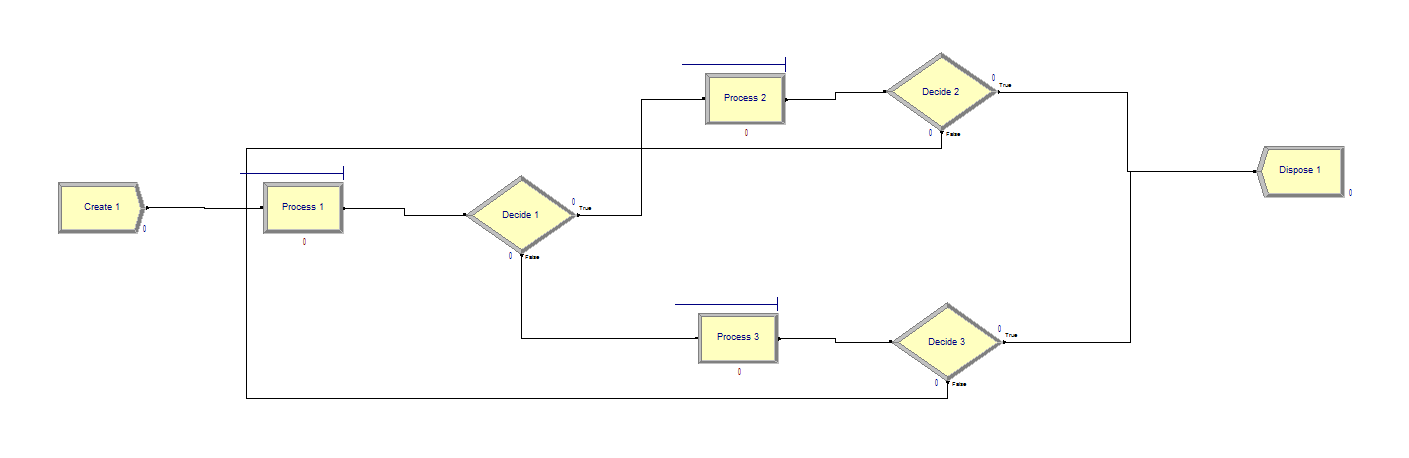 Process 2
0
Decide 2
0
True
0
False
Create 1
0
Process 1
0
Decide 1
0
True
0
False
Dispose 1
0
Process 3
0
Decide 3
0
True
0
False